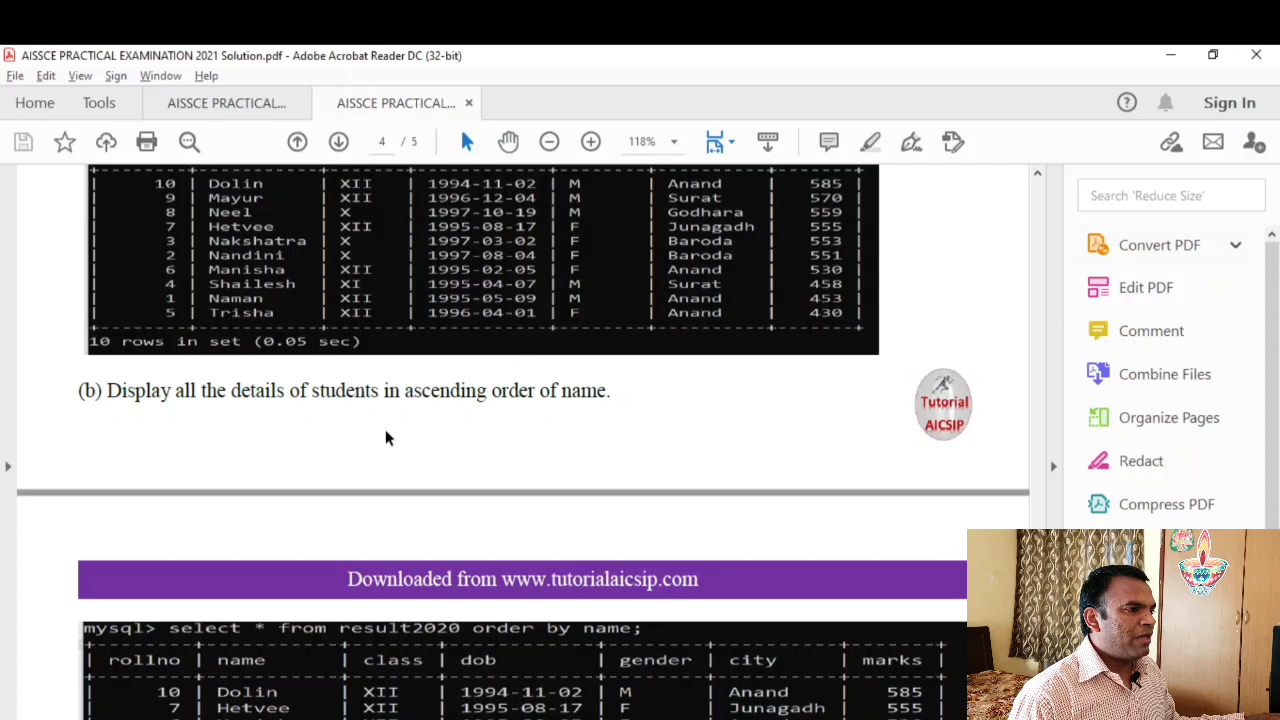 AISSCE PRACTICAL EXAMINATION 2021 Solution.pdf - Adobe Acrobat Reader DC (32-bit)
File Edit View Sign Window Help
Home Tools AISSCE PRACTICAL... AISSCE PRACTICAL... × Sign In
4 / 5 118%
10 | Dolin | XII | 1994-11-02 | M | Anand | 585 |
9 | Mayur | XII | 1996-12-04 | M | Surat | 570 |
8 | Neel | X | 1997-10-19 | M | Godhara | 559 |
7 | Hetvee | XII | 1995-08-17 | F | Junagadh | 555 |
3 | Nakshatra | X | 1997-03-02 | F | Baroda | 553 |
2 | Nandini | X | 1997-08-04 | F | Baroda | 551 |
6 | Manisha | XII | 1995-02-05 | F | Anand | 530 |
4 | Shailesh | XI | 1995-04-07 | M | Surat | 458 |
1 | Naman | XII | 1995-05-09 | M | Anand | 453 |
5 | Trisha | XII | 1996-04-01 | F | Anand | 430 |
10 rows in set (0.05 sec)
(b) Display all the details of students in ascending order of name.
Tutorial
AICSIP
Downloaded from www.tutorialaicsip.com
mysql> select * from result2020 order by name;
| rollno | name | class | dob | gender | city | marks |
| 10 | Dolin | XII | 1994-11-02 | M | Anand | 585 |
| 7 | Hetvee | XII | 1995-08-17 | F | Junagadh | 555 |
Search 'Reduce Size'
Convert PDF
Edit PDF
Comment
Combine Files
Organize Pages
Redact
Compress PDF